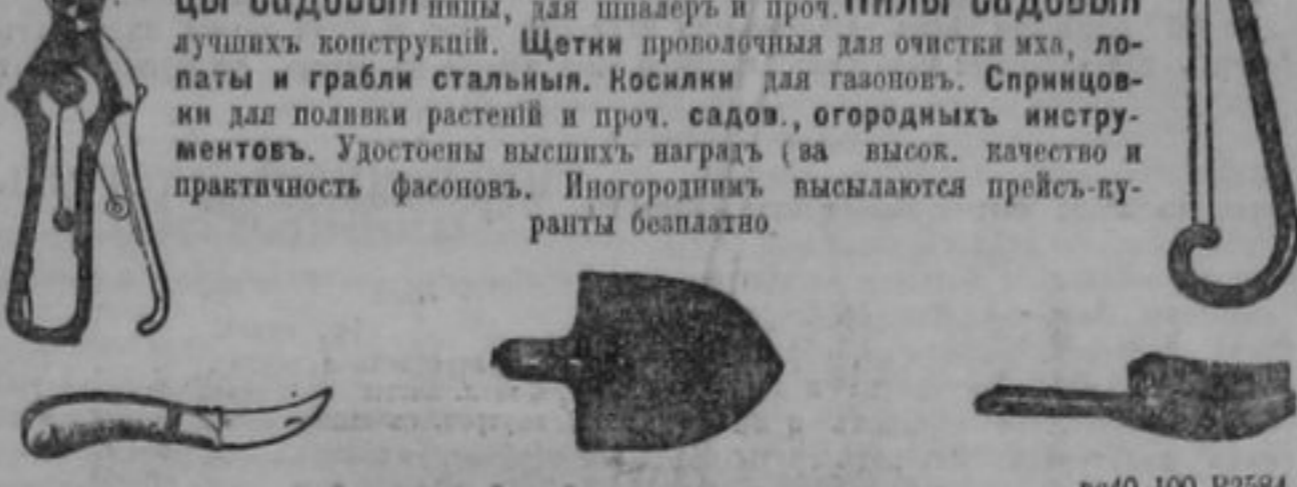 цы садовыя ницы, для шпалеръ и проч. Пилы садовыя
лучшихъ конструкцій. Щетки проволочныя для очистки мха, ло-
паты и грабли стальныя. Косилки для газоновъ. Спринцов-
ки для поливки растеній и проч. садов., огородныхъ инстру-
ментовъ. Удостоены высшихъ наградъ (за высок. качество и
практичность фасоновъ. Иногороднимъ высылаются прейсъ-ку-
ранты безплатно